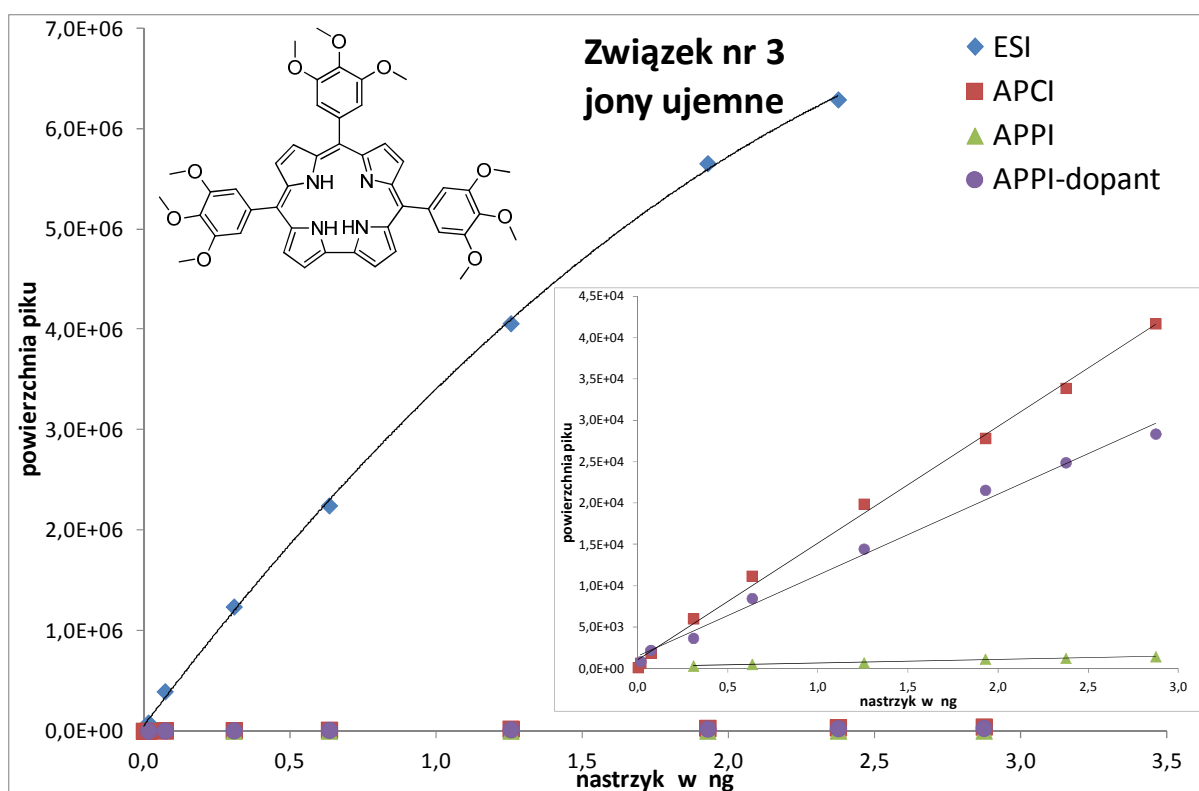 7,0E+06
6,0E+06
5,0E+06
4,0E+06
3,0E+06
2,0E+06
1,0E+06
0,0E+00
powierzchnia piku
O
O
O
O
O
O
O
O
O
NH
N
NH HN
Związek nr 3
jony ujemne
ESI
APCI
APPI
APPI-dopant
4,5E+04
4,0E+04
3,5E+04
3,0E+04
2,5E+04
2,0E+04
1,5E+04
1,0E+04
5,0E+03
0,0E+00
powierzchnia piku
0,0 0,5 1,0 1,5 2,0 2,5 3,0
nastrzyk w ng
0,0 0,5 1,0 1,5 2,0 2,5 3,0 3,5
nastrzyk w ng